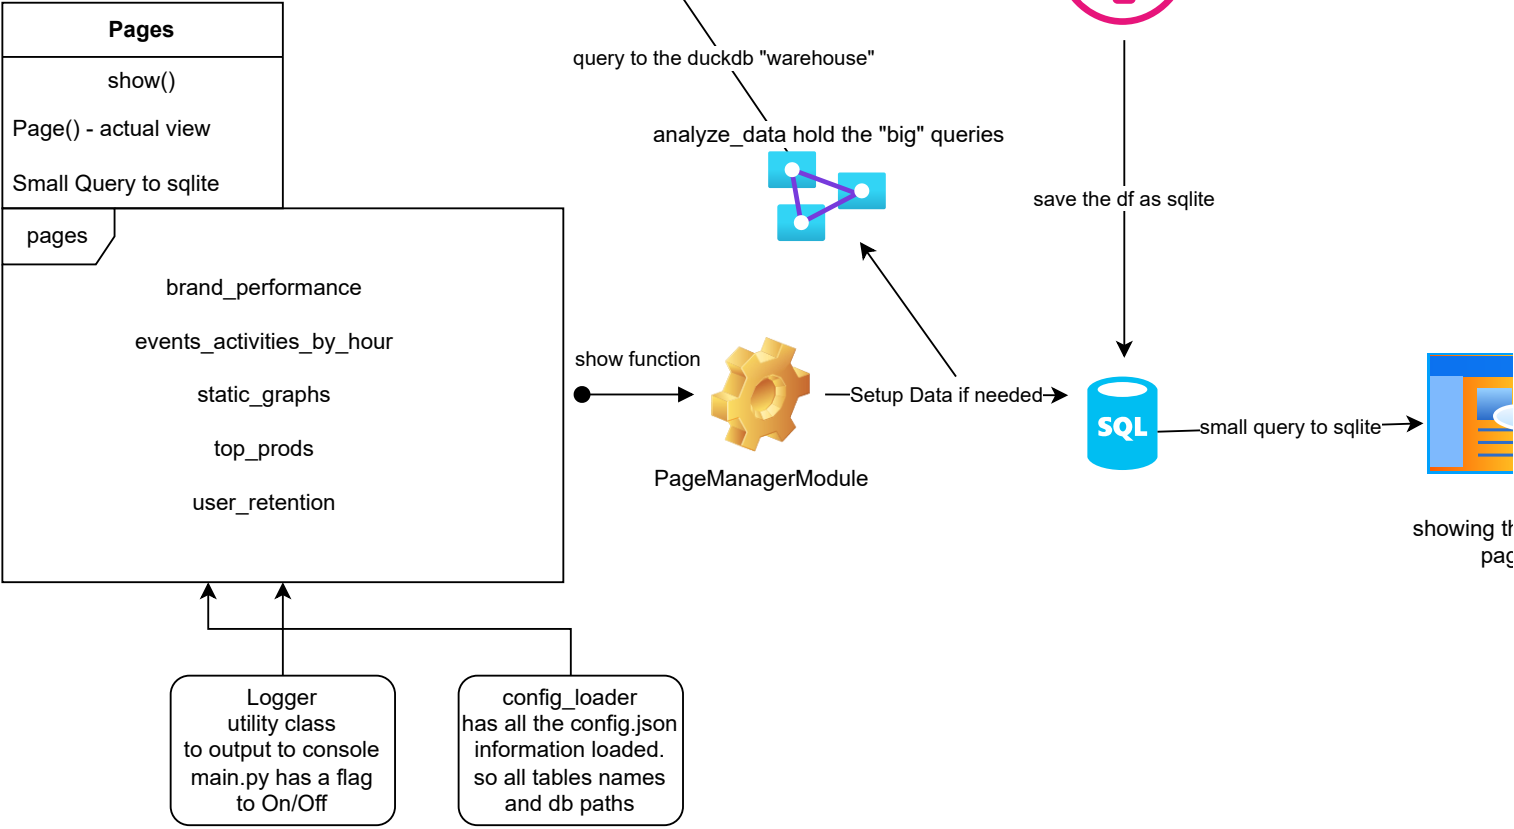 Pages
show()
Page() - actual view
Small Query to sqlite
pages
brand_performance
events_activities_by_hour
static_graphs
top_prods
user_retention
query to the duckdb "warehouse"
analyze_data hold the "big" queries
save the df as sqlite
show function
Setup Data if needed
PageManagerModule
SQL
small query to sqlite
showing
Logger
utility class
to output to console
main.py has a flag
to On/Off
config_loader
has all the config.json
information loaded.
so all tables names
and db paths